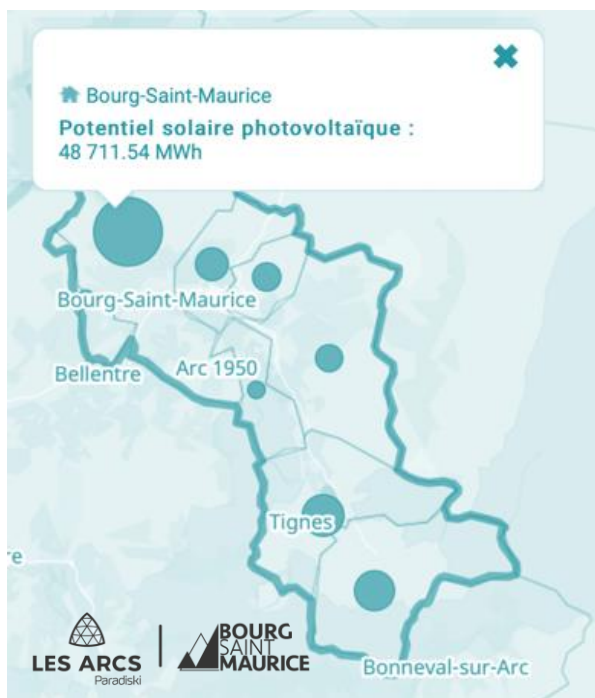 ✖
Bourg-Saint-Maurice
Potentiel solaire photovoltaïque :
48 711.54 MWh
Bourg-Saint-Maurice
Bellentre
Arc 1950
Tignes
re
LES ARCS
Paradiski
BOURG
SAINT
MAURICE
Bonneval-sur-Arc